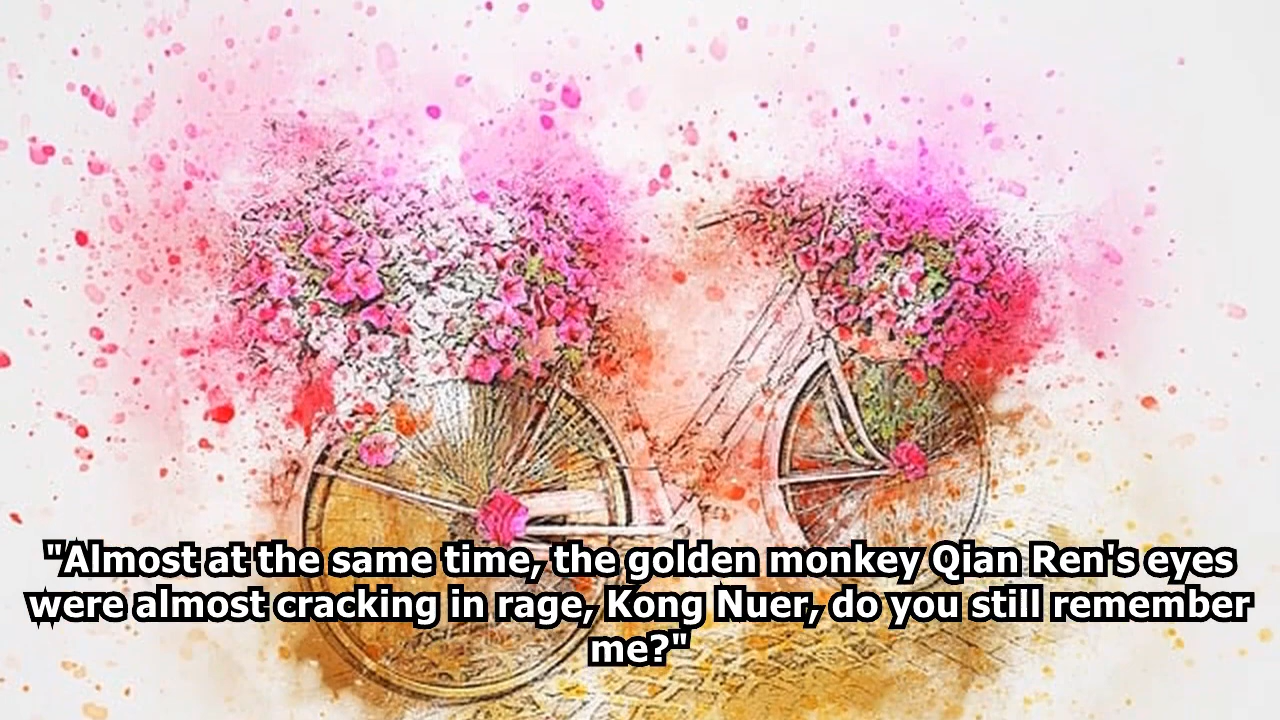 "Almost at the same time, the golden monkey Qian Ren's eyes
were almost cracking in rage, Kong Nuer, do you still remember
me?"